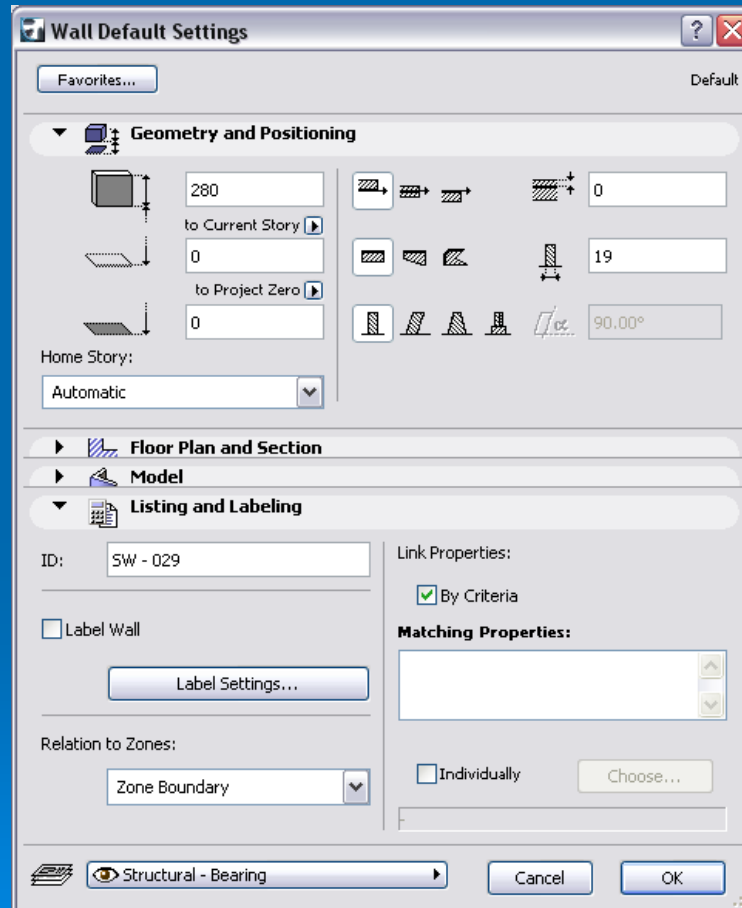 Wall Default Settings
?
Favorites...
Default
Geometry and Positioning
280
0
to Current Story
0
19
to Project Zero
0
α
90.00°
Home Story:
Automatic
Floor Plan and Section
Model
Listing and Labeling
ID:
SW - 029
Link Properties:
By Criteria
Label Wall
Matching Properties:
Label Settings...
Relation to Zones:
Zone Boundary
Individually
Choose...
-
Structural - Bearing
Cancel
OK